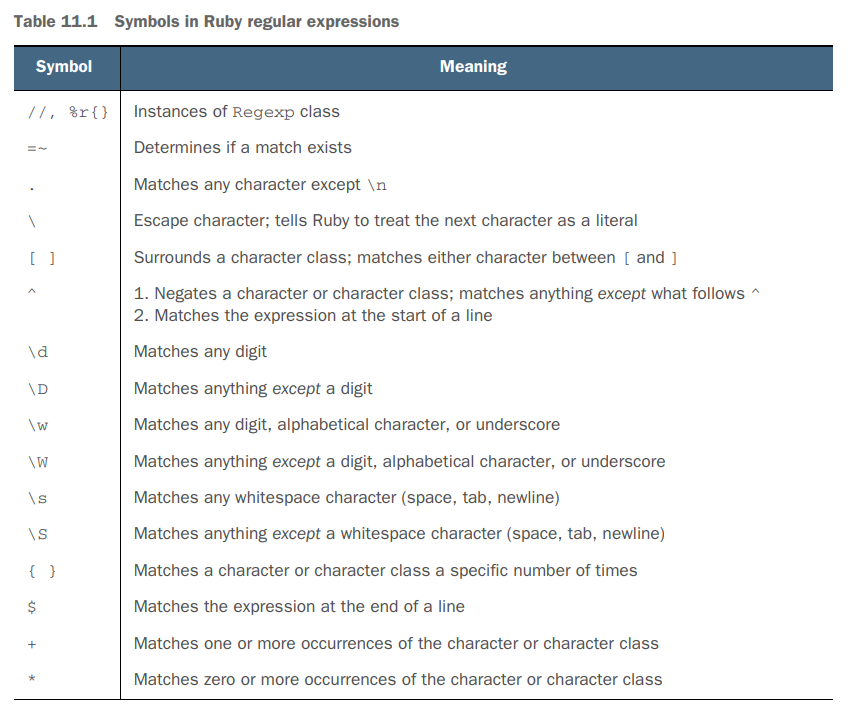 Table 11.1 Symbols in Ruby regular expressions
Symbol Meaning
//, %r{} Instances of Regexp class
=~ Determines if a match exists
. Matches any character except \n
\ Escape character; tells Ruby to treat the next character as a literal
[ ] Surrounds a character class; matches either character between [ and ]
^ 1. Negates a character or character class; matches anything except what follows ^
2. Matches the expression at the start of a line
\d Matches any digit
\D Matches anything except a digit
\w Matches any digit, alphabetical character, or underscore
\W Matches anything except a digit, alphabetical character, or underscore
\s Matches any whitespace character (space, tab, newline)
\S Matches anything except a whitespace character (space, tab, newline)
{ } Matches a character or character class a specific number of times
$ Matches the expression at the end of a line
+ Matches one or more occurrences of the character or character class
* Matches zero or more occurrences of the character or character class